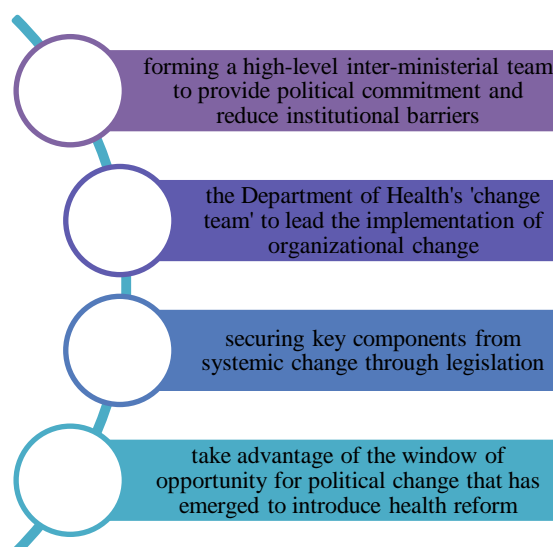 forming a high-level inter-ministerial team
to provide political commitment and
reduce institutional barriers
the Department of Health's 'change
team' to lead the implementation of
organizational change
securing key components from
systemic change through legislation
take advantage of the window of
opportunity for political change that has
emerged to introduce health reform